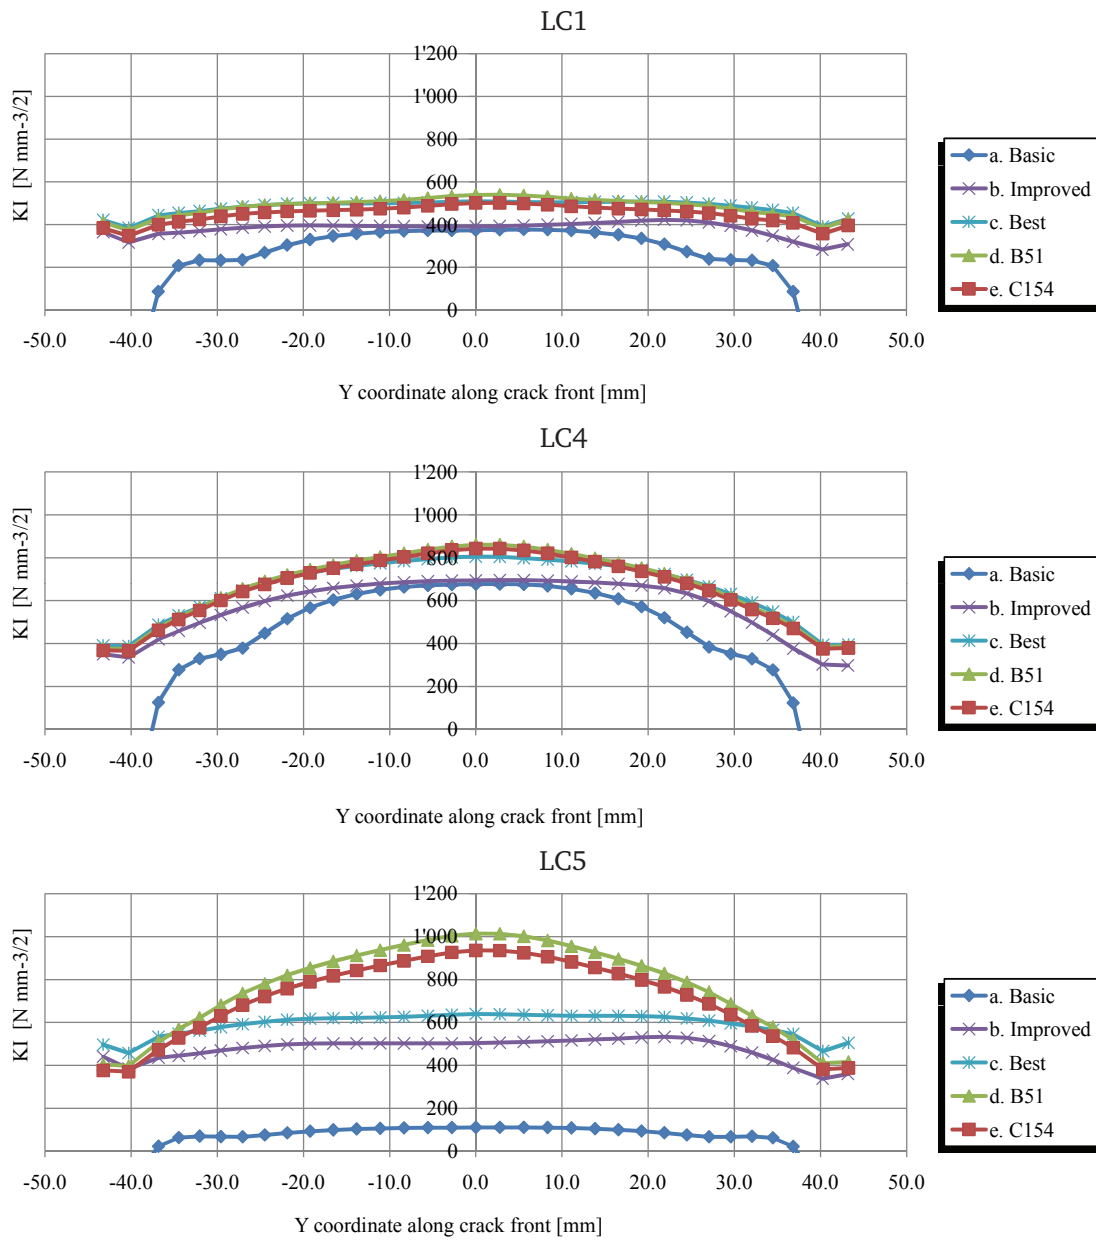 LC1
1'200
1'000
800
600
400
200
0
KI [N mm-3/2]
-50.0 -40.0 -30.0 -20.0 -10.0 0.0 10.0 20.0 30.0 40.0 50.0
Y coordinate along crack front [mm]
a. Basic
b. Improved
c. Best
d. B51
e. C154
LC4
1'200
1'000
800
600
400
200
0
KI [N mm-3/2]
-50.0 -40.0 -30.0 -20.0 -10.0 0.0 10.0 20.0 30.0 40.0 50.0
Y coordinate along crack front [mm]
a. Basic
b. Improved
c. Best
d. B51
e. C154
LC5
1'200
1'000
800
600
400
200
0
KI [N mm-3/2]
-50.0 -40.0 -30.0 -20.0 -10.0 0.0 10.0 20.0 30.0 40.0 50.0
Y coordinate along crack front [mm]
a. Basic
b. Improved
c. Best
d. B51
e. C154